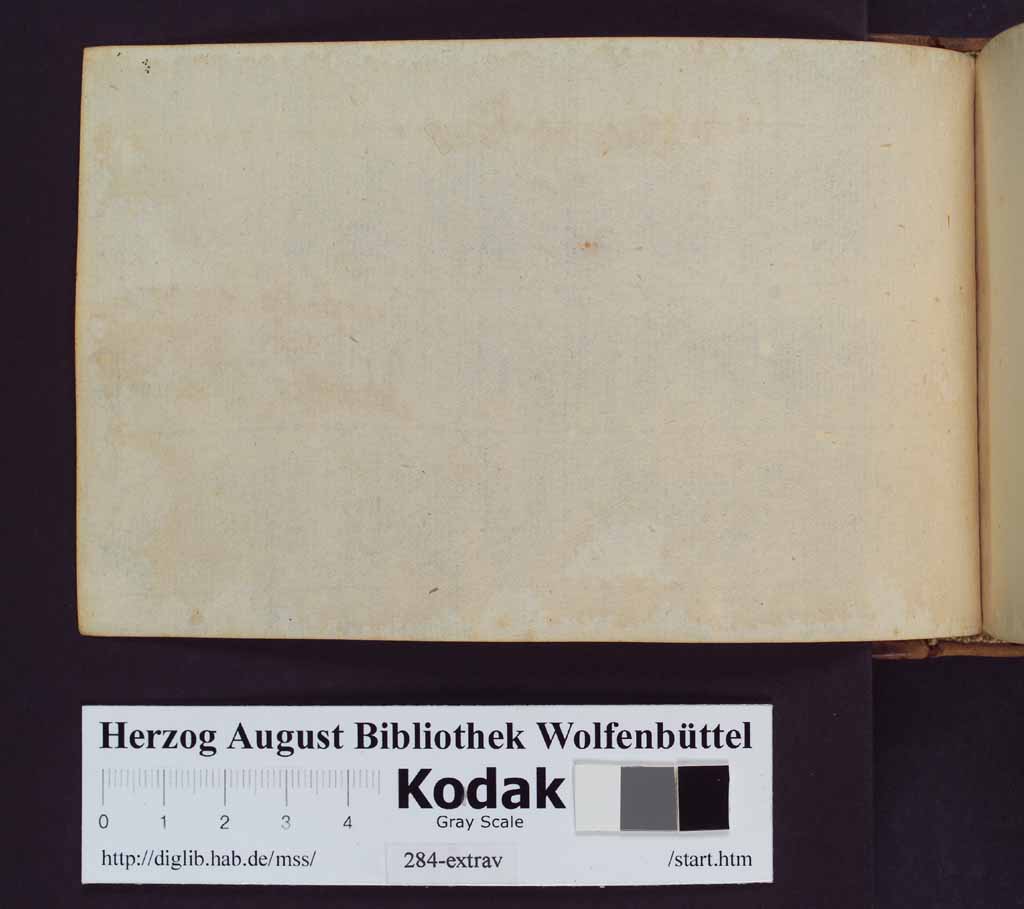 Herzog August Bibliothek Wolfenbüttel
Kodak
Gray Scale
0 1 2 3 4
http://diglib.hab.de/mss/ 284-extrav /start.htm